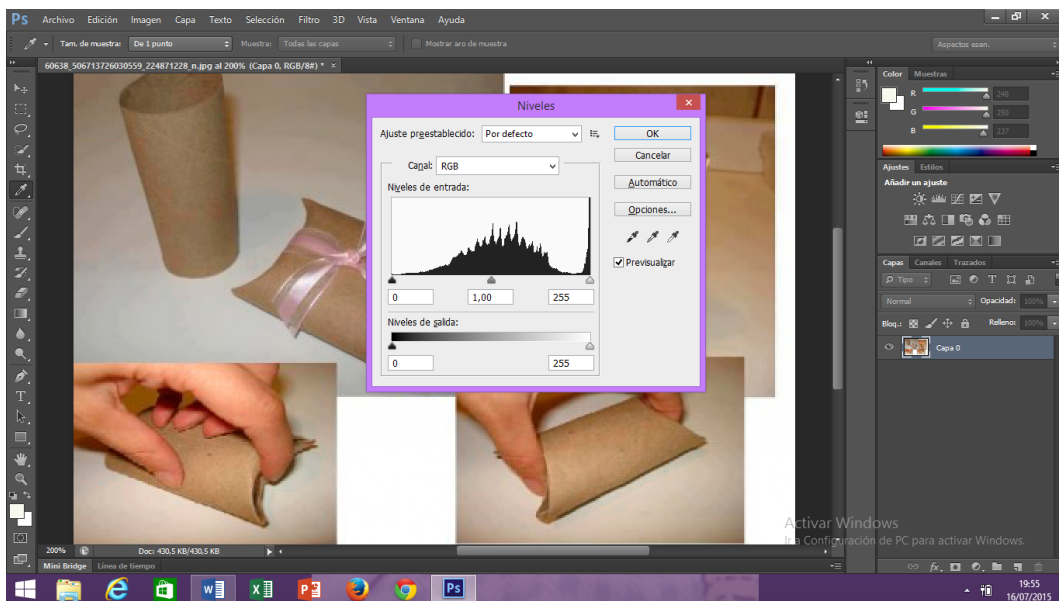 Ps Archivo Edición Imagen Capa Texto Selección Filtro 3D Vista Ventana Ayuda
Tam. de muestra: De 1 punto Muestra: Todas las capas Mostrar aro de muestra Aspectos esen.
60638_506713726030559_224871228_n.jpg al 200% (Capa 0, RGB/8#) * ×
Niveles
Ajuste preestablecido: Por defecto
OK
Canal: RGB
Cancelar
Niveles de entrada:
Automático
Opciones...
Previsualizar
0 1,00 255
Niveles de salida:
0 255
Color Muestras
R 248
G 250
B 237
Ajustes Estilos
Añadir un ajuste
Capas Canales Trazados
Tipo
Normal Opacidad: 100%
Bloq.: Relleno: 100%
Capa 0
Activar Windows
Ir a Configuración de PC para activar Windows.
200% Doc: 430,5 KB/430,5 KB
Mini Bridge Línea de tiempo
fx.
Ps
19:55
16/07/2015